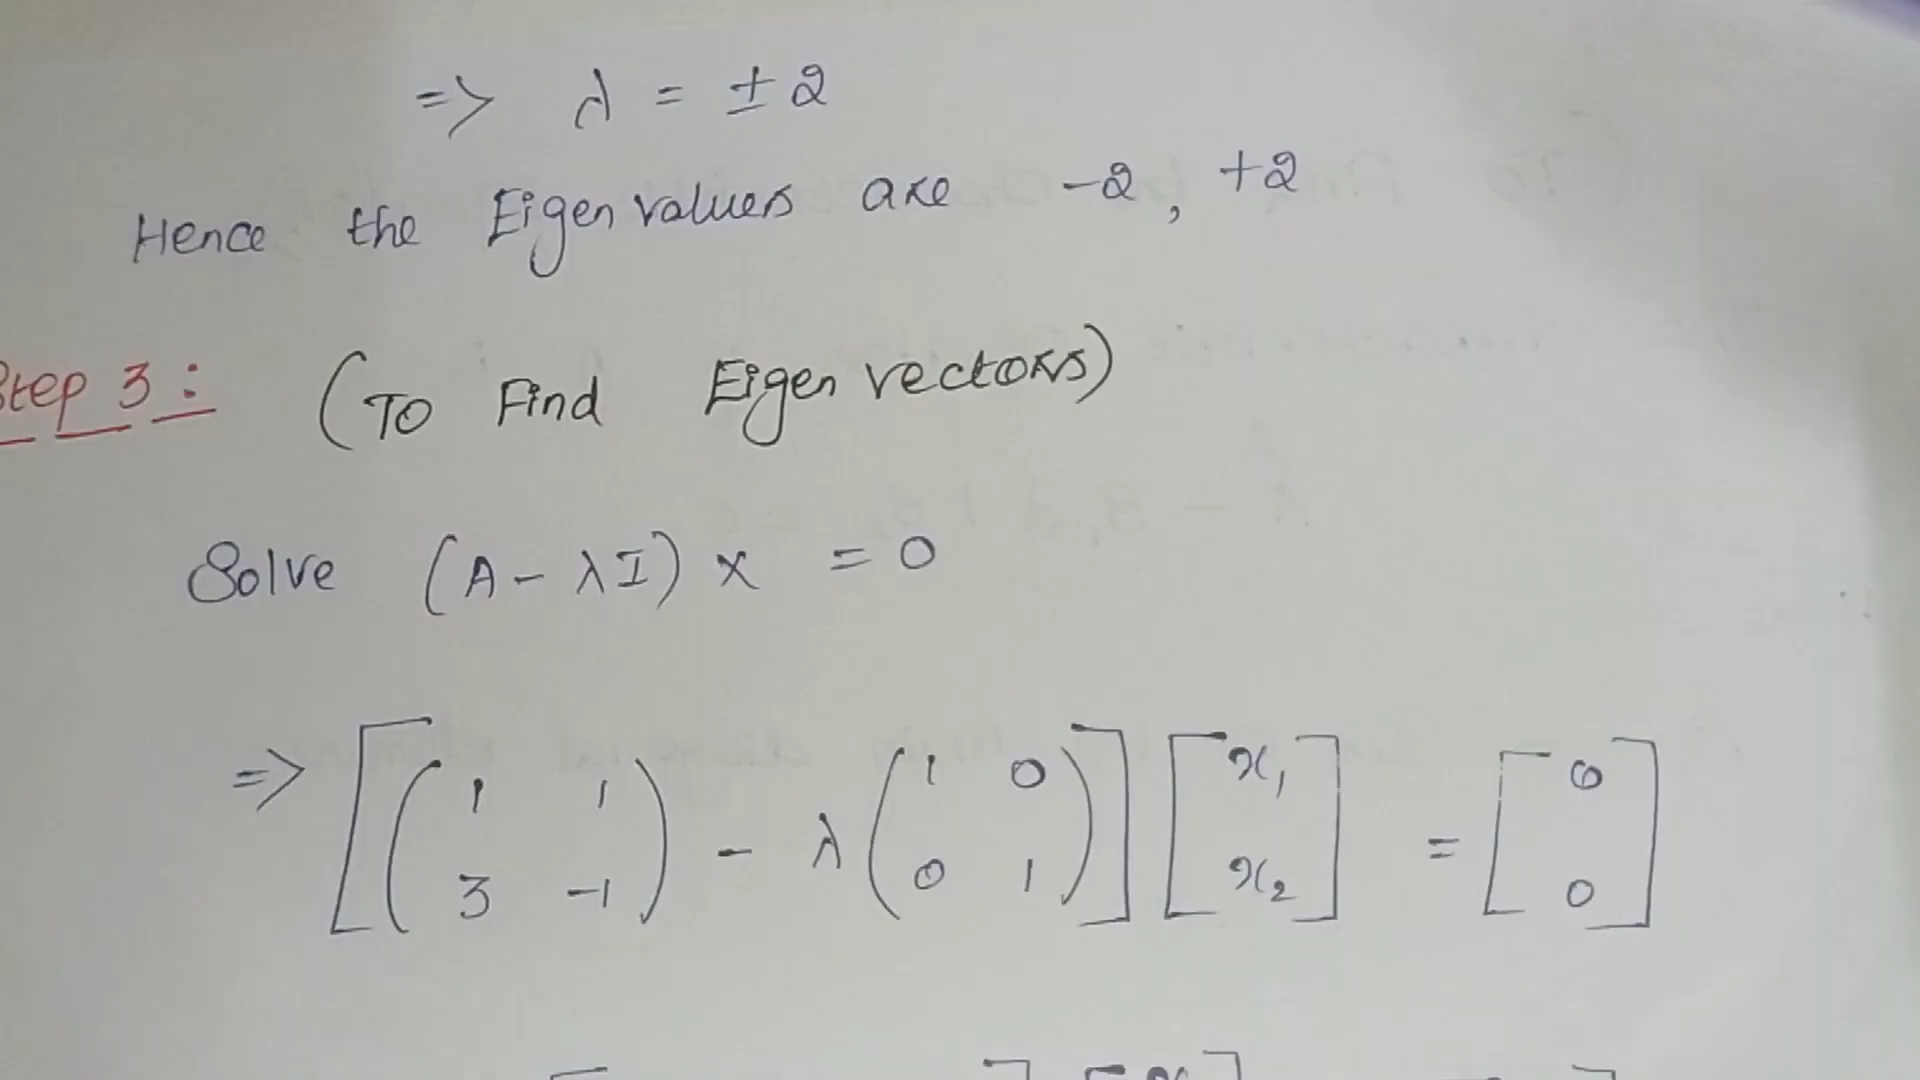 => λ = ± 2
Hence the Eigen values are -2, +2
Step 3: (To Find Eigen vectors)
Solve (A - λI) x = 0
=> [( 1 1
3 -1 ) - λ ( 1 0
0 1 )] [ x₁
x₂ ] = [ 0
0 ]